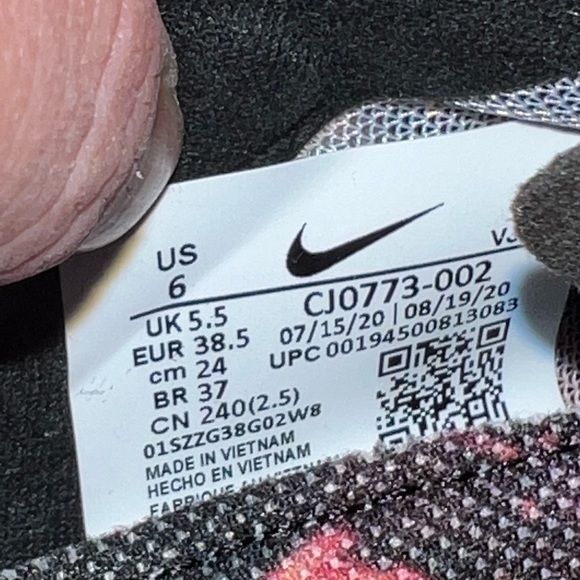 US
6
UK 5.5
EUR 38.5
cm 24
BR 37
CN 240(2.5)
01SZZG38G02W8
MADE IN VIETNAM
HECHO EN VIETNAM
CJ0773-002
07/15/20 | 08/19/20
UPC 00194500813083